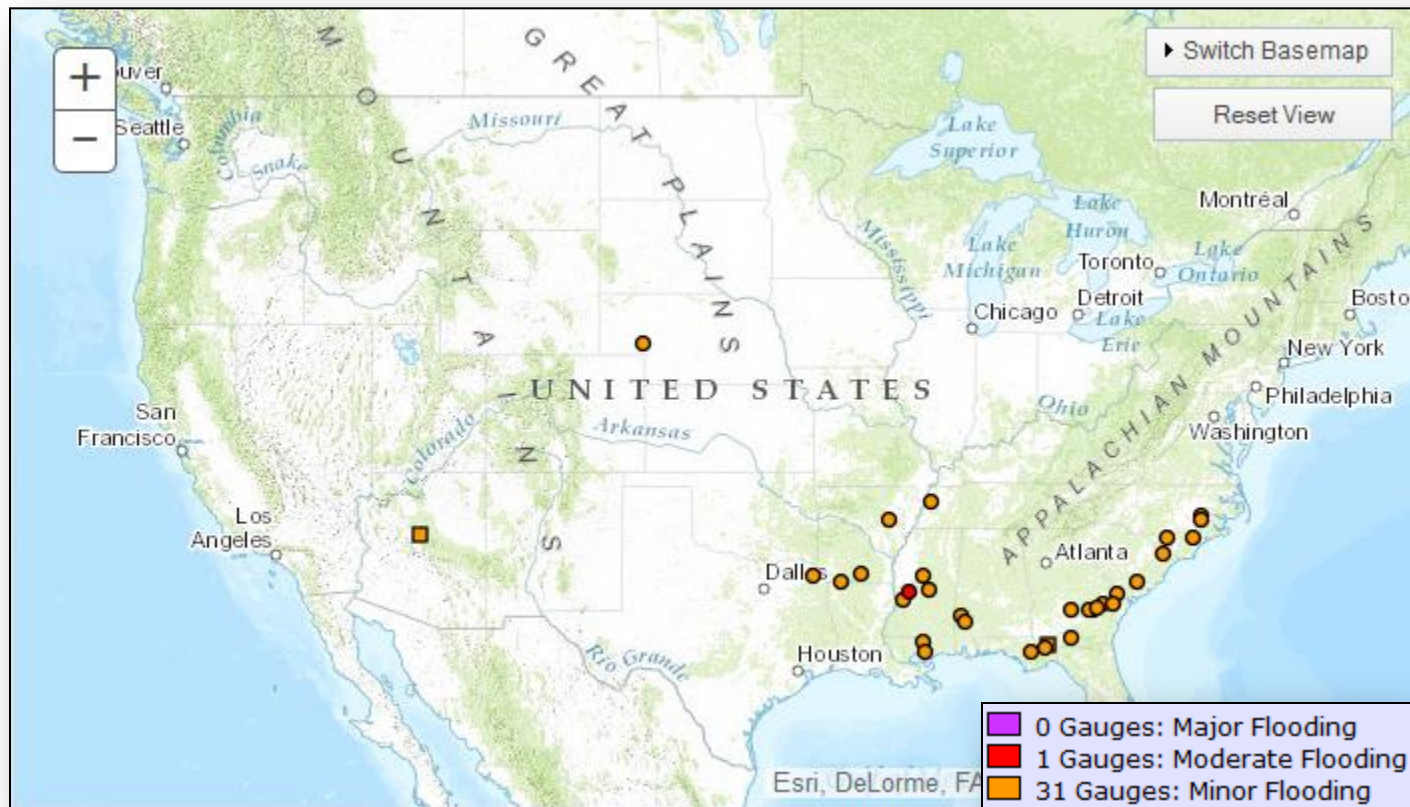 +
−
▸ Switch Basemap
Reset View
ouver
Seattle
Columbia
Snake
Missouri
MOUNTAINS
GREAT PLAINS
Lake
Superior
Lake
Michigan
Lake
Huron
Lake
Ontario
Lake
Erie
Mississippi
Montréal
Toronto
Detroit
Chicago
Bosto
New York
Philadelphia
Washington
APPALACHIAN MOUNTAINS
UNITED STATES
Ohio
Arkansas
Colorado
San
Francisco
Los
Angeles
Dallas
Atlanta
Houston
Rio Grande
Esri, DeLorme, FA
0 Gauges: Major Flooding
1 Gauges: Moderate Flooding
31 Gauges: Minor Flooding